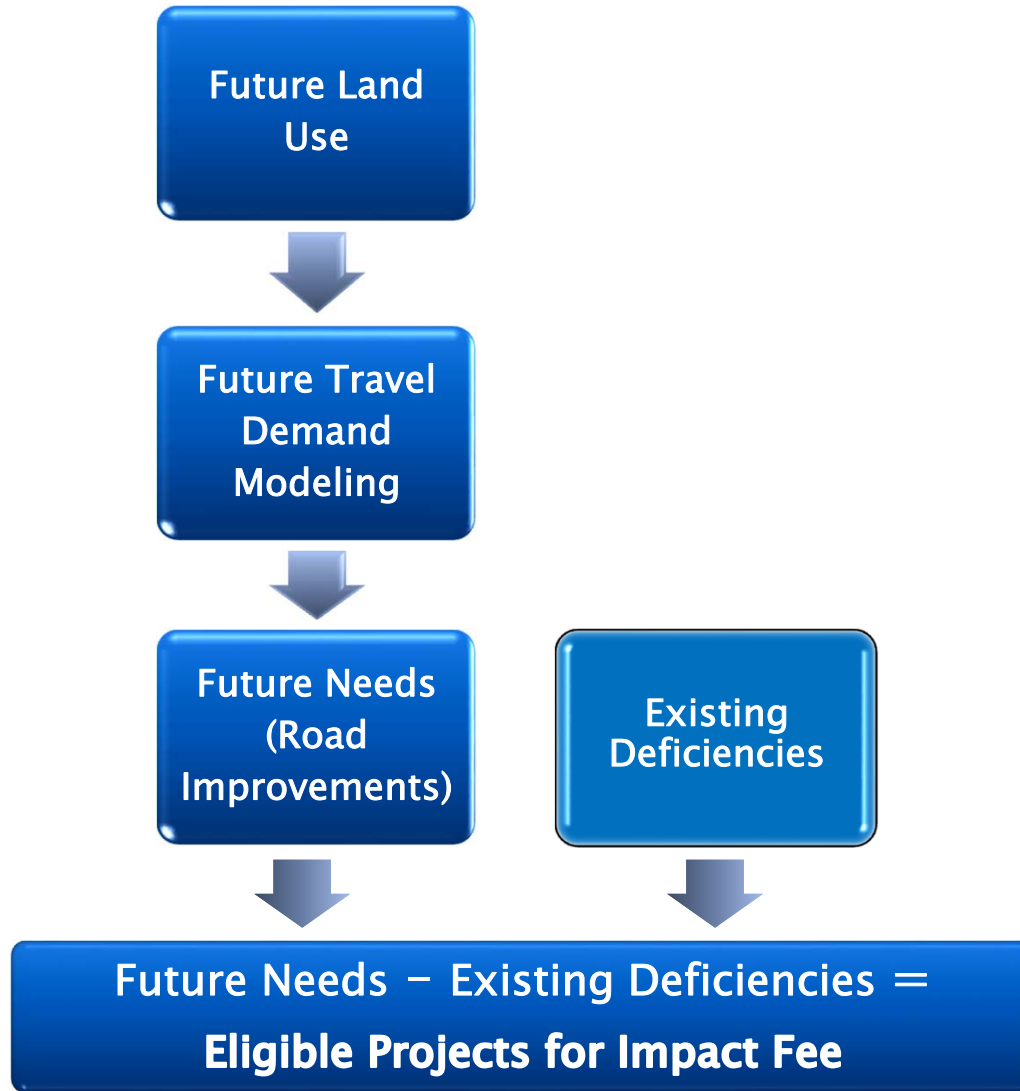 Future Land
Use
Future Travel
Demand
Modeling
Future Needs
(Road
Improvements)
Existing
Deficiencies
Future Needs – Existing Deficiencies =
Eligible Projects for Impact Fee